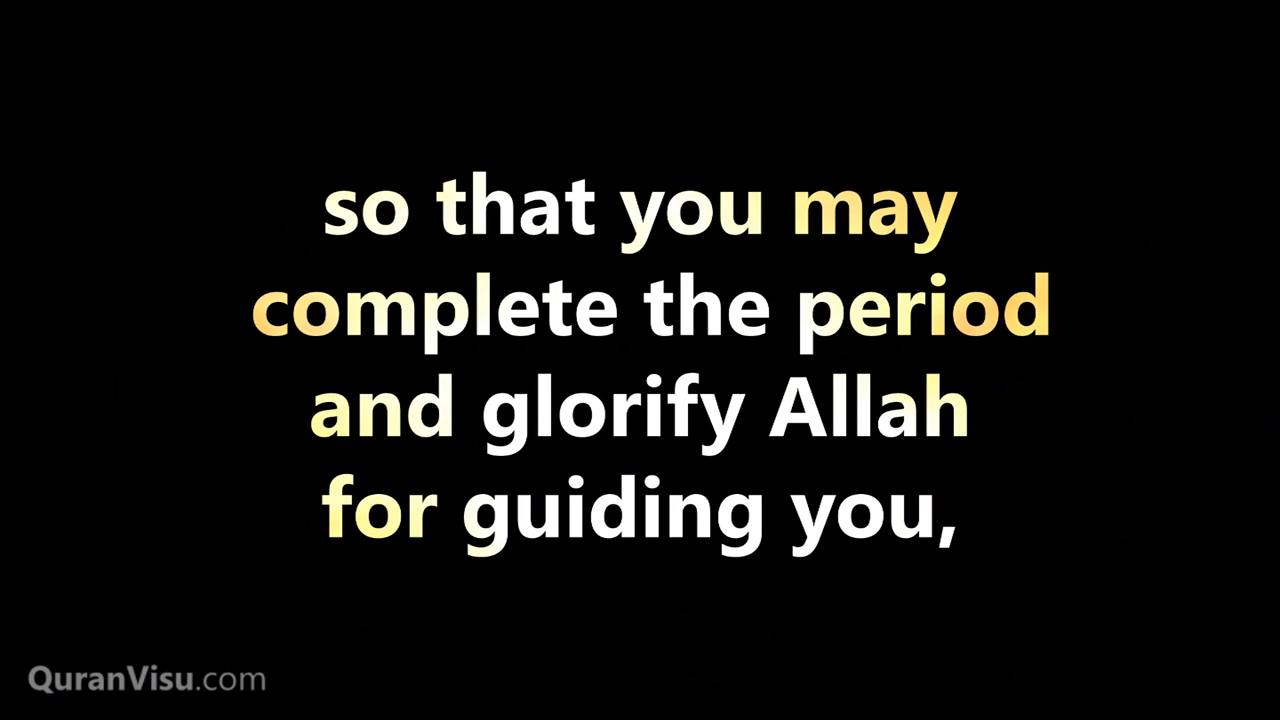 so that you may
complete the period
and glorify Allah
for guiding you,
QuranVisu.com